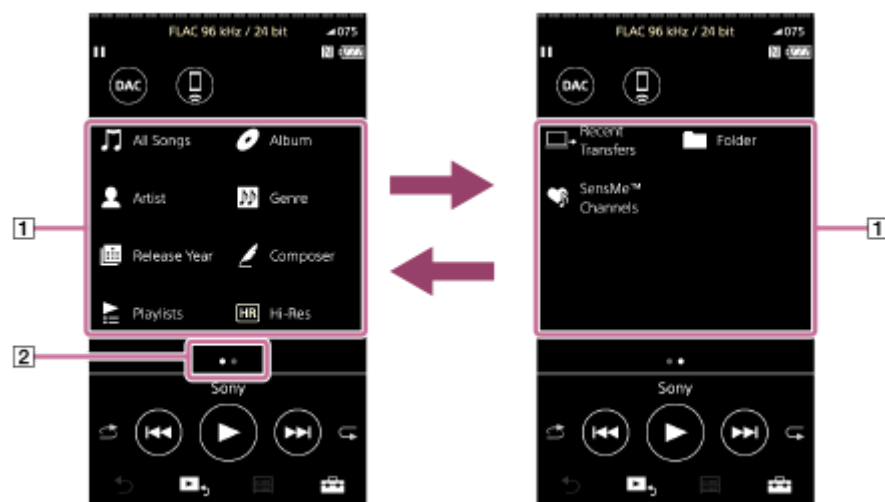 FLAC 96 kHz / 24 bit
075
DAC
All Songs
Album
Artist
Genre
Release Year
Composer
Playlists
HR Hi-Res
Sony
1
2
FLAC 96 kHz / 24 bit
075
DAC
Recent
Transfers
Folder
SensMe™
Channels
Sony
1